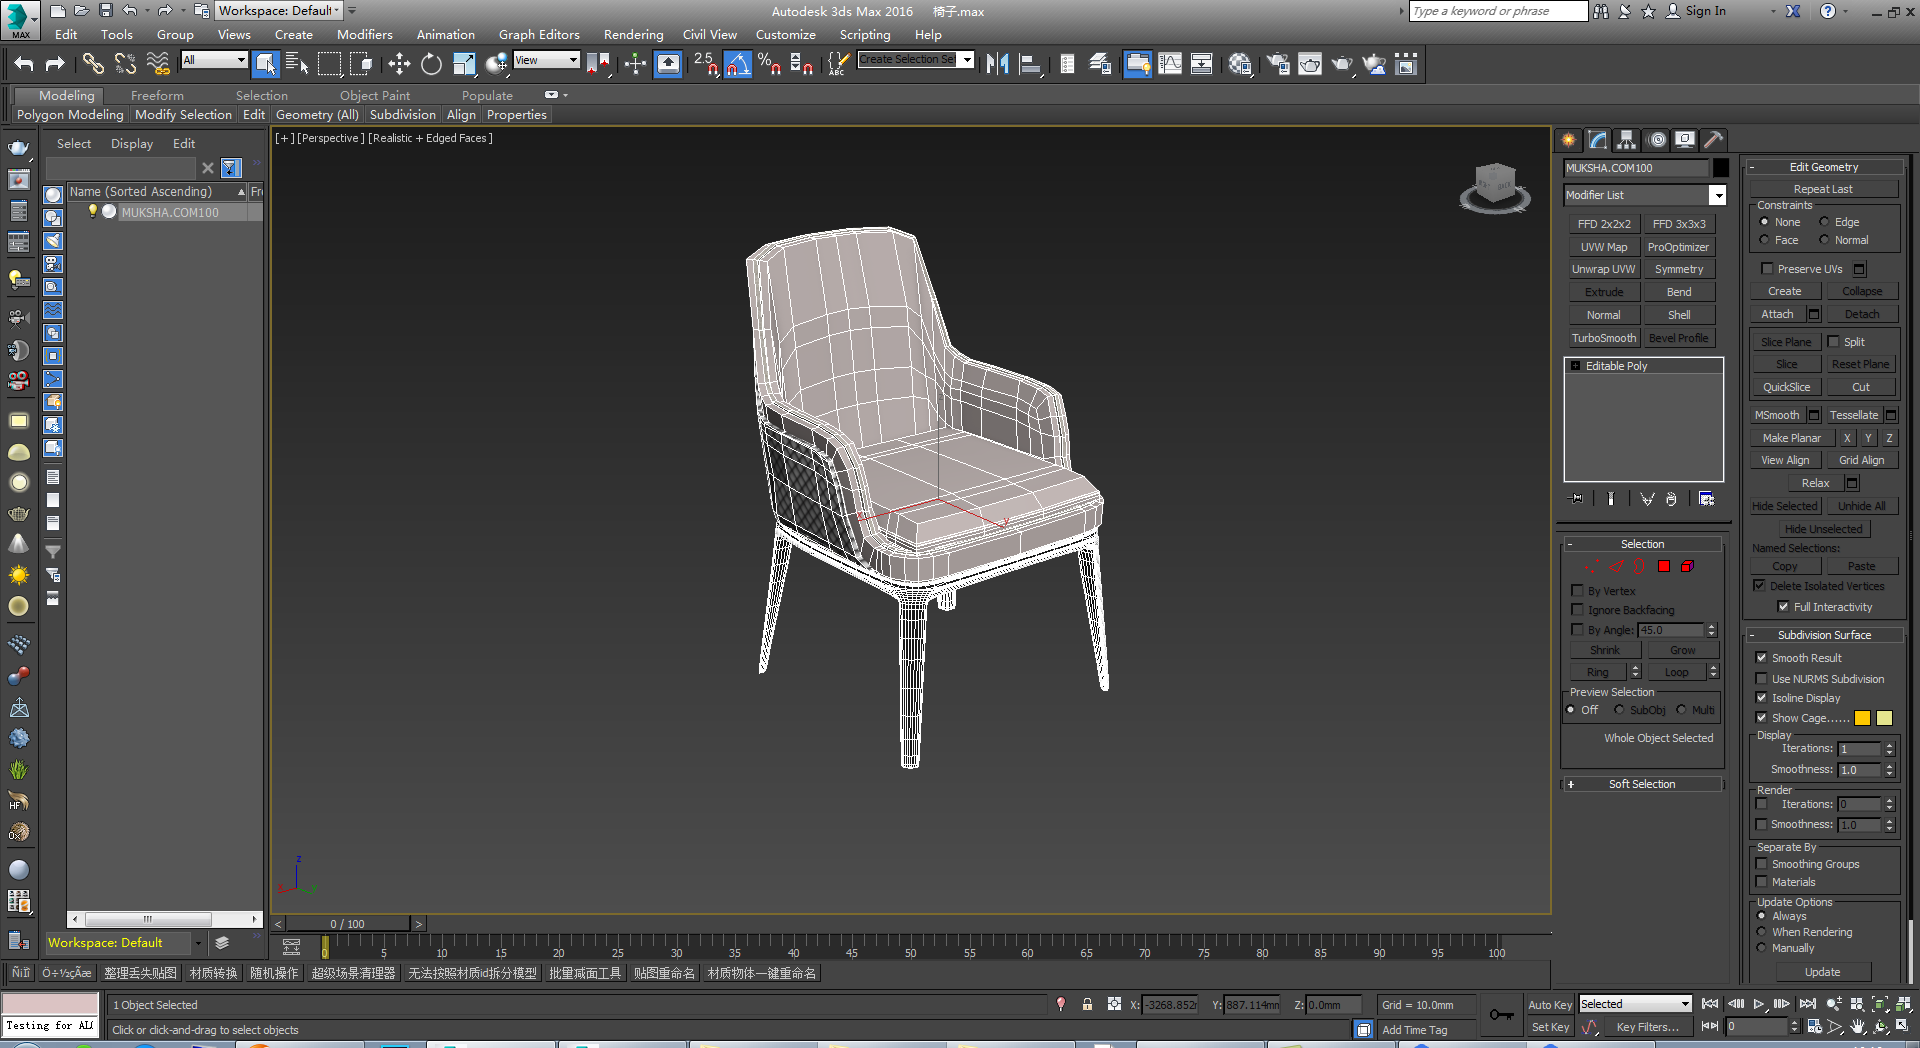 Workspace: Default
Autodesk 3ds Max 2016 椅子.max
Type a keyword or phrase
Sign In
MAX
Edit Tools Group Views Create Modifiers Animation Graph Editors Rendering Civil View Customize Scripting Help
All
View
2.5
Create Selection Se
ABC
Modeling Freeform Selection Object Paint Populate
Polygon Modeling Modify Selection Edit Geometry (All) Subdivision Align Properties
Select Display Edit
Name (Sorted Ascending) Fr
MUKSHA.COM100
[+] [Perspective] [Realistic + Edged Faces]
MUKSHA.COM100
Modifier List
FFD 2x2x2 FFD 3x3x3
UVW Map ProOptimizer
Unwrap UVW Symmetry
Extrude Bend
Normal Shell
TurboSmooth Bevel Profile
Editable Poly
Selection
By Vertex
Ignore Backfacing
By Angle: 45.0
Shrink Grow
Ring Loop
Preview Selection
Off SubObj Multi
Whole Object Selected
Soft Selection
Edit Geometry
Repeat Last
Constraints
None Edge
Face Normal
Preserve UVs
Create Collapse
Attach Detach
Slice Plane Split
Slice Reset Plane
QuickSlice Cut
MSmooth Tessellate
Make Planar X Y Z
View Align Grid Align
Relax
Hide Selected Unhide All
Hide Unselected
Named Selections:
Copy Paste
Delete Isolated Vertices
Full Interactivity
Subdivision Surface
Smooth Result
Use NURMS Subdivision
Isoline Display
Show Cage......
Display
Iterations: 1
Smoothness: 1.0
Render
Iterations: 0
Smoothness: 1.0
Separate By
Smoothing Groups
Materials
Update Options
Always
When Rendering
Manually
Update
0 / 100
Workspace: Default
0 5 10 15 20 25 30 35 40 45 50 55 60 65 70 75 80 85 90 95 100
Ö÷½çÃæ 整理丢失贴图 材质转换 随机操作 超级场景清理器 无法按照材质id拆分模型 批量减面工具 贴图重命名 材质物体一键重命名
1 Object Selected
X: -3268.852 Y: 887.114mm Z: 0.0mm Grid = 10.0mm
Auto Key Selected
Testing for ALL
Click or click-and-drag to select objects
Add Time Tag
Set Key Key Filters... 0